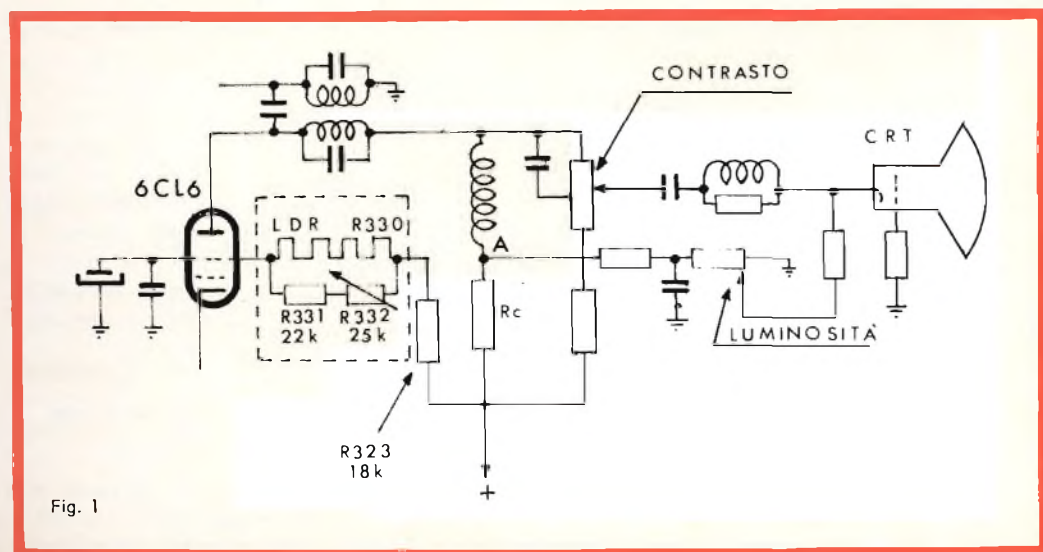 CONTRASTO
CRT
6CL6
LDR R330
A
R331 R332
22k 25k
Rc
LUMINOSITÀ
R323
18k
+
Fig. 1